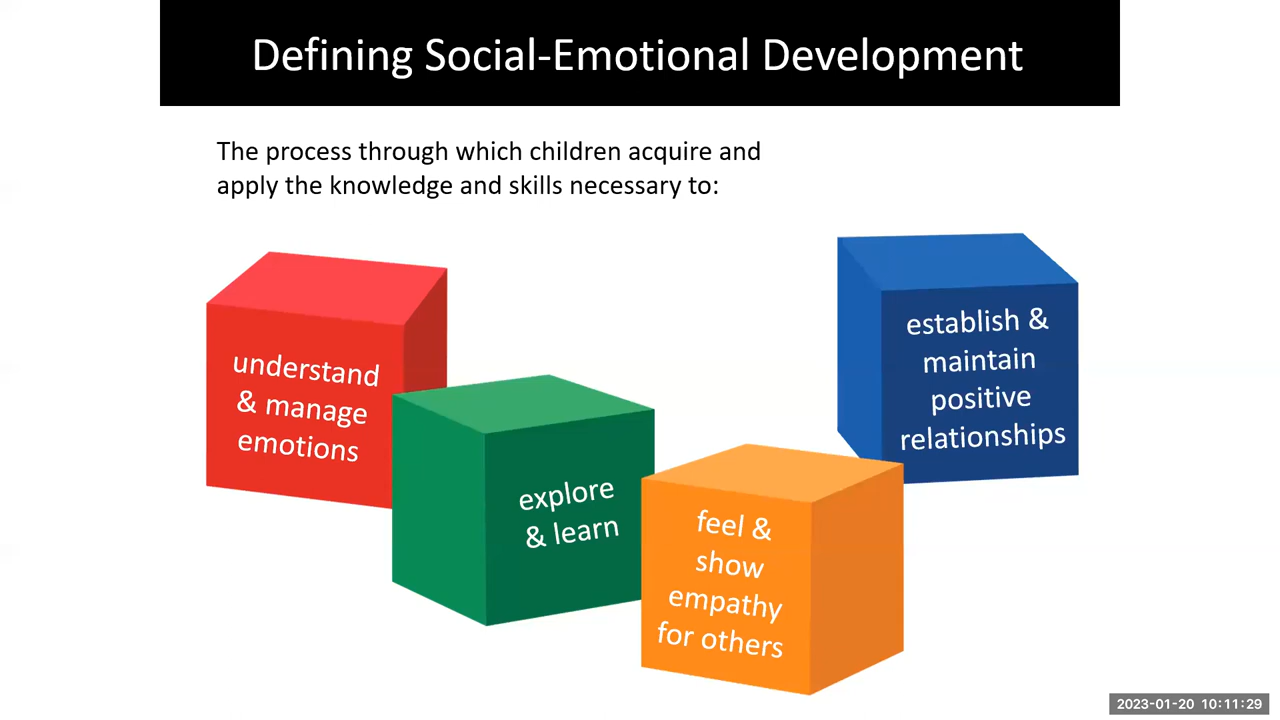 Defining Social-Emotional Development
The process through which children acquire and
apply the knowledge and skills necessary to:
understand
& manage
emotions
explore
& learn
feel &
show
empathy
for others
establish &
maintain
positive
relationships
2023-01-20 10:11:29